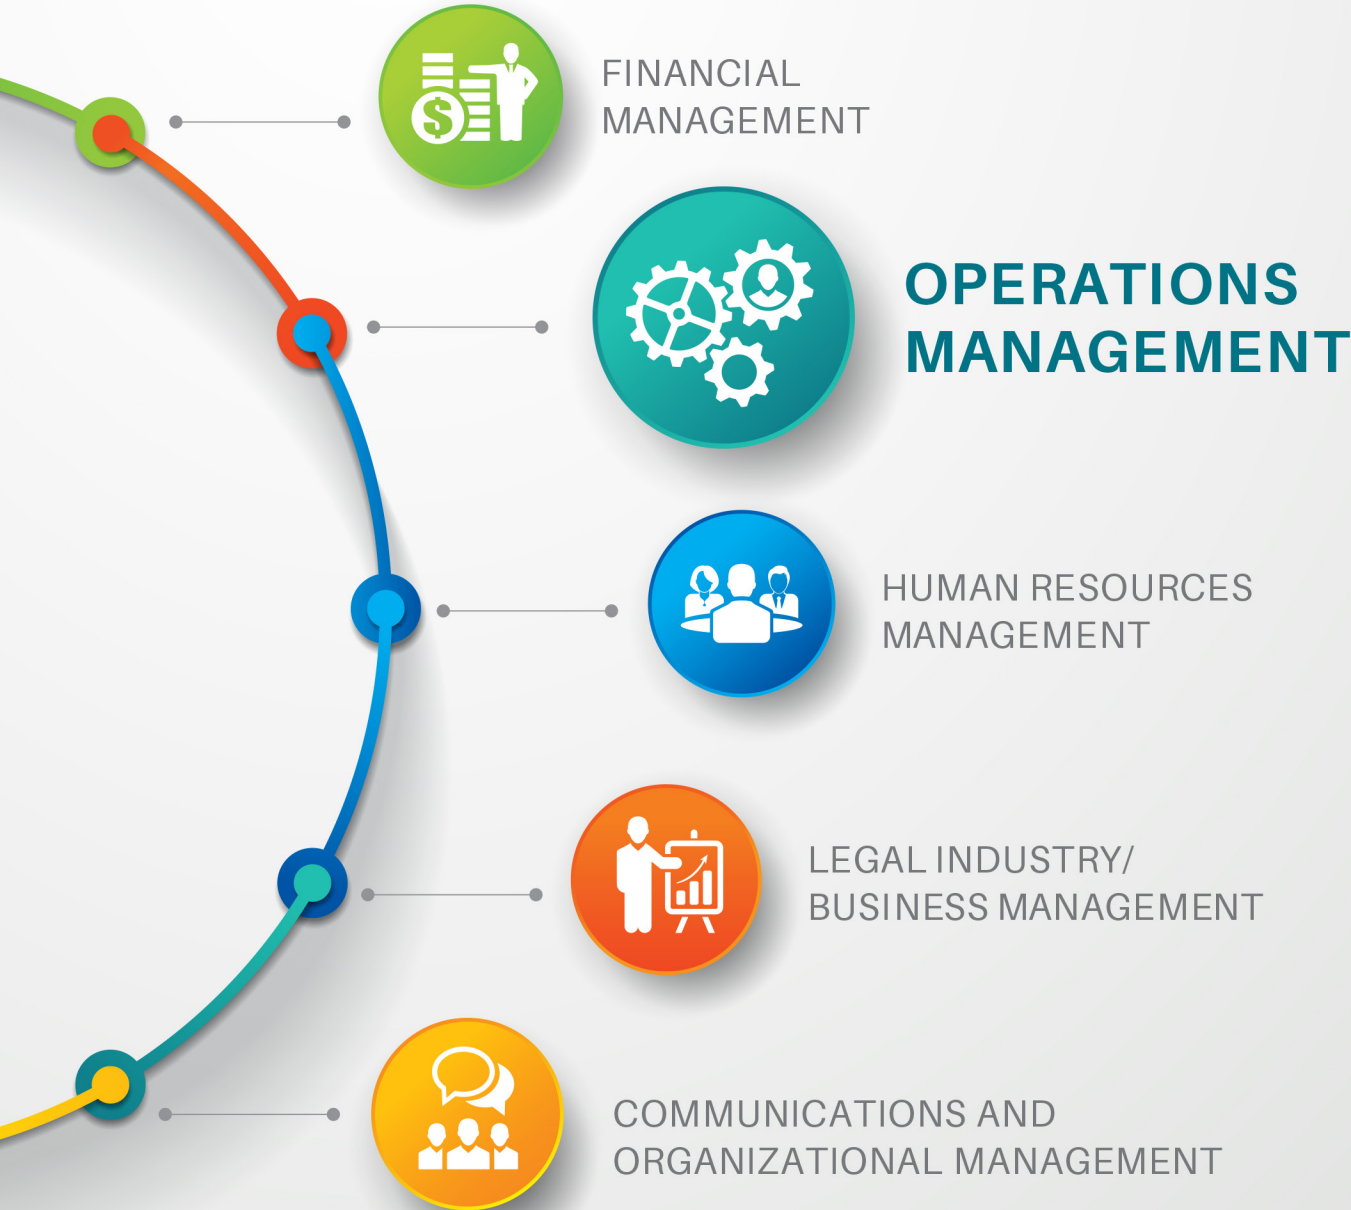 FINANCIAL
MANAGEMENT
OPERATIONS
MANAGEMENT
HUMAN RESOURCES
MANAGEMENT
LEGAL INDUSTRY/
BUSINESS MANAGEMENT
COMMUNICATIONS AND
ORGANIZATIONAL MANAGEMENT